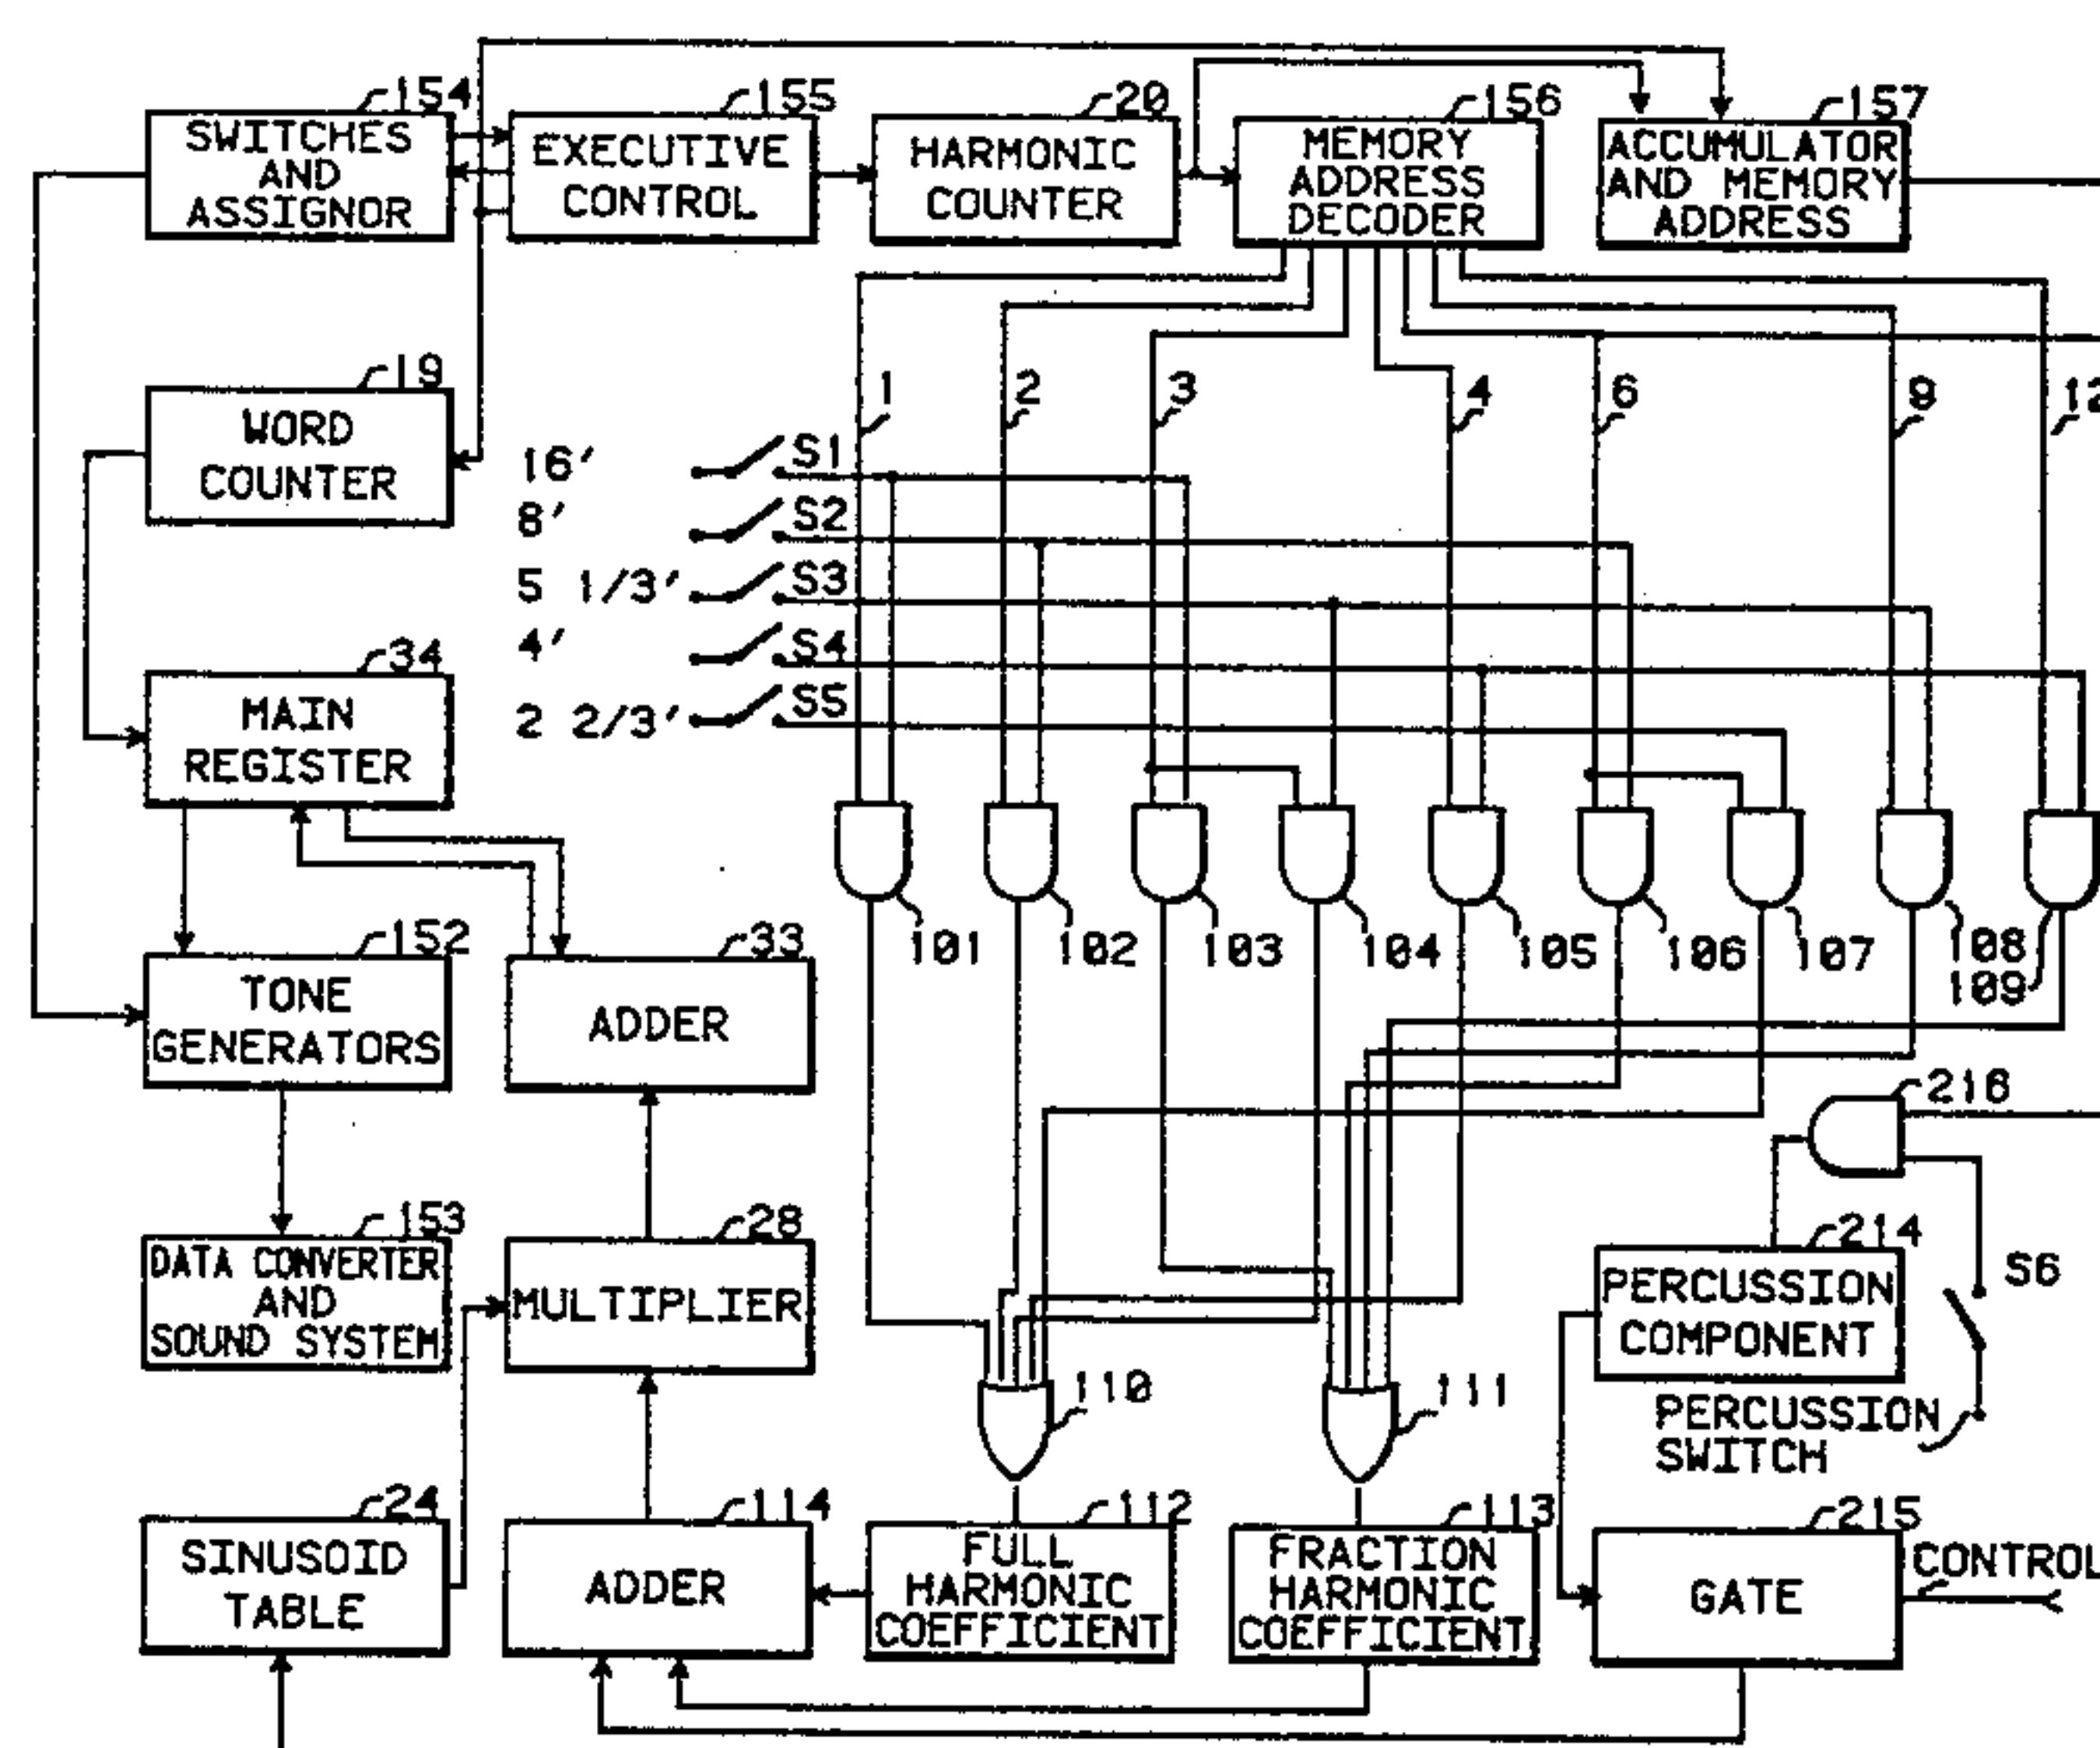 154
SWITCHES
AND
ASSIGNOR
155
EXECUTIVE
CONTROL
20
HARMONIC
COUNTER
156
MEMORY
ADDRESS
DECODER
157
ACCUMULATOR
AND MEMORY
ADDRESS
19
WORD
COUNTER
1
2
3
4
6
9
12
16' S1
8' S2
5 1/3' S3
4' S4
2 2/3' S5
34
MAIN
REGISTER
101
102
103
104
105
106
107
108
109
152
TONE
GENERATORS
33
ADDER
216
153
DATA CONVERTER
AND
SOUND SYSTEM
28
MULTIPLIER
214
PERCUSSION
COMPONENT
S6
PERCUSSION
SWITCH
110
111
24
SINUSOID
TABLE
114
ADDER
112
FULL
HARMONIC
COEFFICIENT
113
FRACTION
HARMONIC
COEFFICIENT
215
GATE
CONTROL